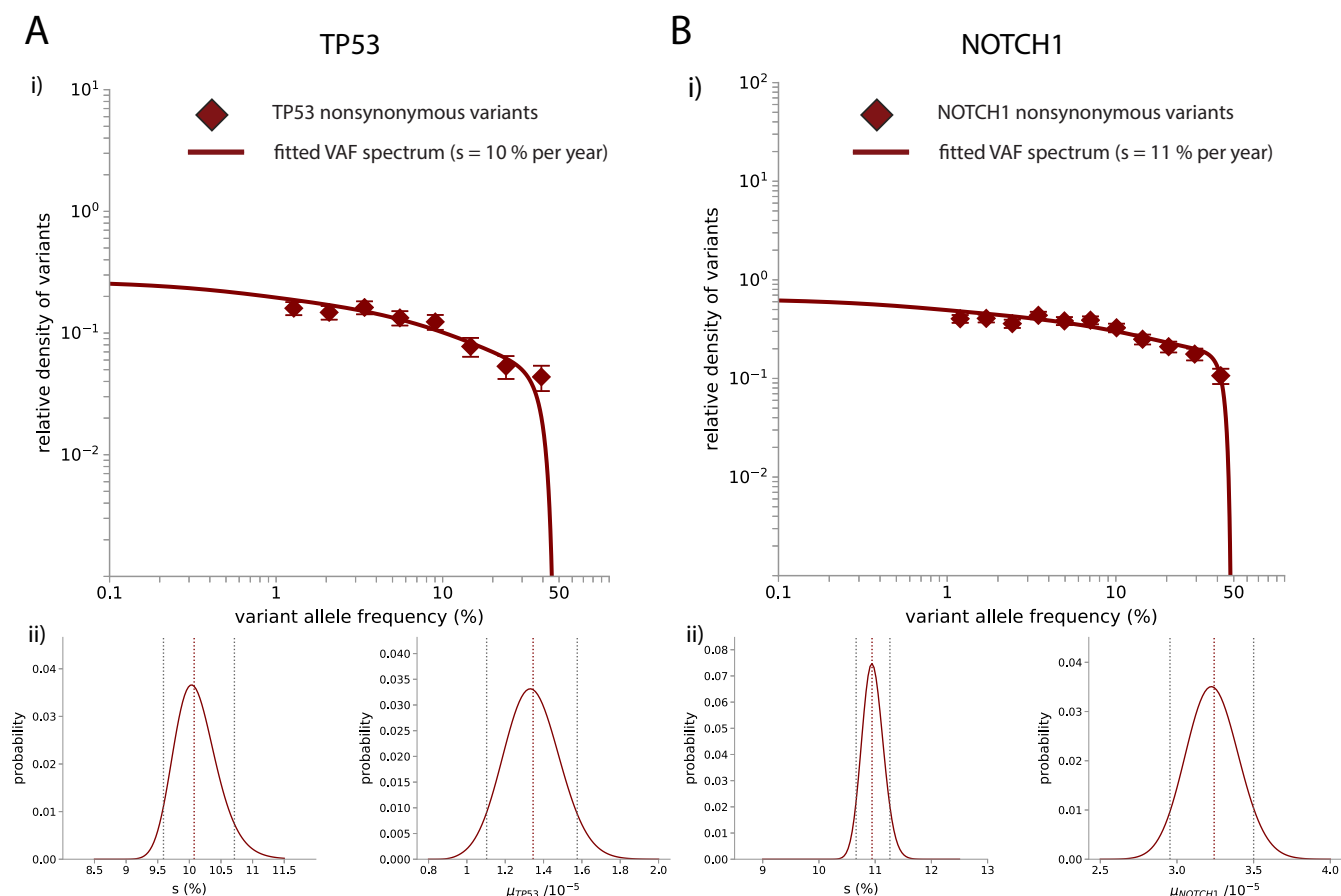 A
TP53
i)
TP53 nonsynonymous variants
fitted VAF spectrum (s = 10 % per year)
10¹
10⁰
10⁻¹
10⁻²
relative density of variants
0.1
1
10
50
variant allele frequency (%)
ii)
0.04
0.03
0.02
0.01
0.00
probability
8.5
9.0
9.5
10.0
10.5
11.0
11.5
s (%)
0.040
0.035
0.030
0.025
0.020
0.015
0.010
0.005
0.000
probability
0.8
1.0
1.2
1.4
1.6
1.8
2.0
μTP53 /10⁻⁵
B
NOTCH1
i)
NOTCH1 nonsynonymous variants
fitted VAF spectrum (s = 11 % per year)
10²
10¹
10⁰
10⁻¹
10⁻²
relative density of variants
0.1
1
10
50
variant allele frequency (%)
ii)
0.08
0.07
0.06
0.05
0.04
0.03
0.02
0.01
0.00
probability
9
10
11
12
13
s (%)
0.04
0.03
0.02
0.01
0.00
probability
2.5
3.0
3.5
4.0
μNOTCH1 /10⁻⁵